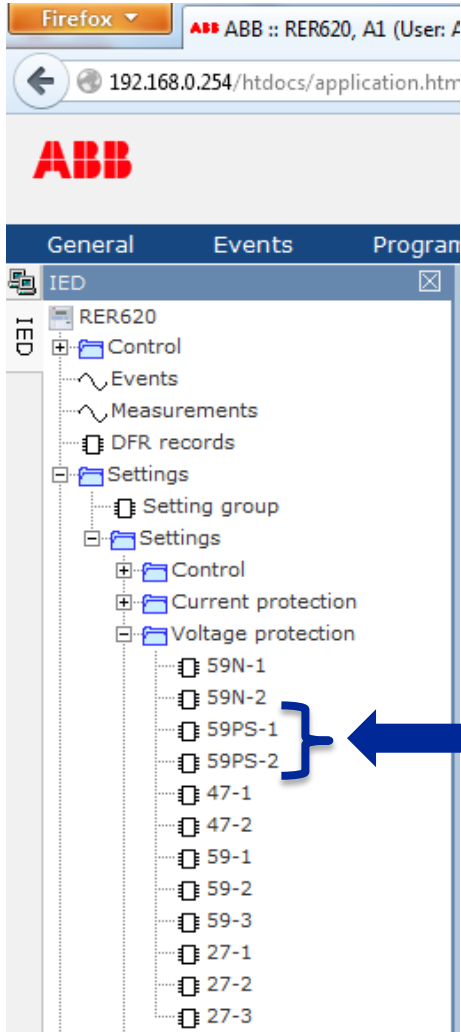 Firefox
ABB ABB :: RER620, A1 (User: A
192.168.0.254/htdocs/application.htm
ABB
General Events Program
IED
IED
RER620
Control
Events
Measurements
DFR records
Settings
Setting group
Settings
Control
Current protection
Voltage protection
59N-1
59N-2
59PS-1
59PS-2
47-1
47-2
59-1
59-2
59-3
27-1
27-2
27-3